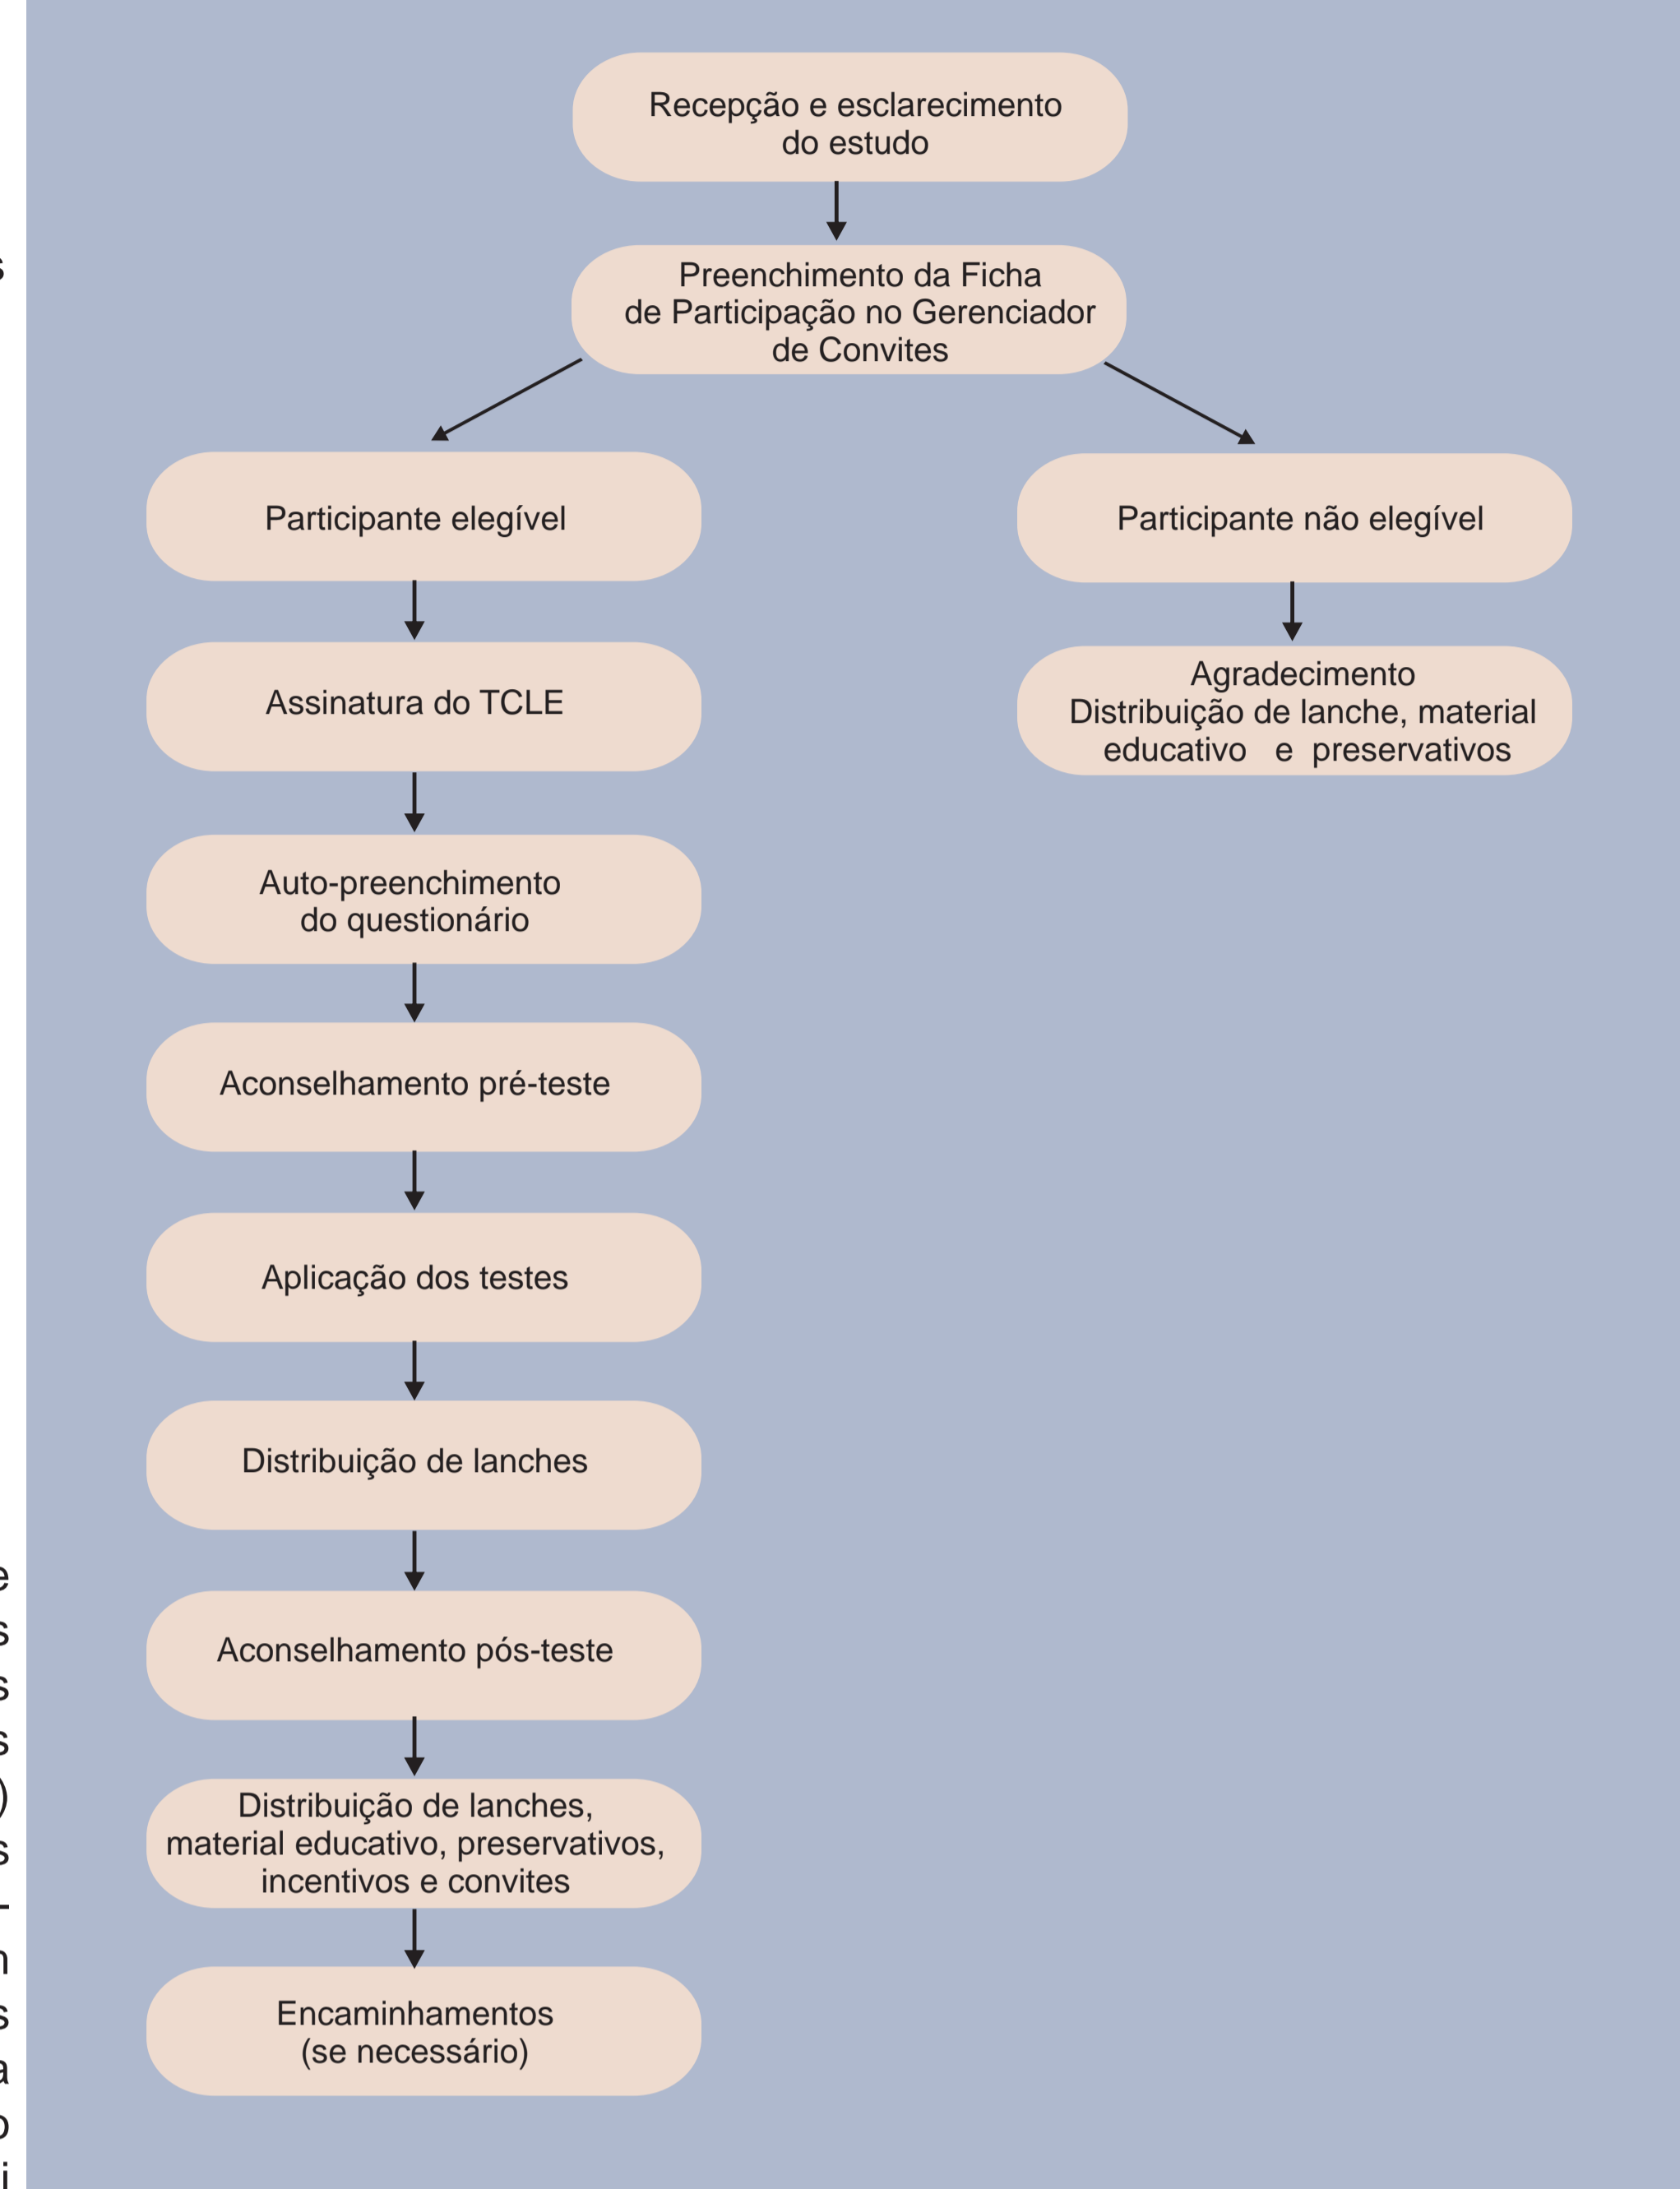 Recepção e esclarecimento
do estudo
Preenchimento da Ficha
de Participação no Gerenciador
de Convites
Participante elegível
Participante não elegível
Assinatura do TCLE
Agradecimento
Distribuição de lanche, material
educativo e preservativos
Auto-preenchimento
do questionário
Aconselhamento pré-teste
Aplicação dos testes
Distribuição de lanches
Aconselhamento pós-teste
Distribuição de lanches,
material educativo, preservativos,
incentivos e convites
Encaminhamentos
(se necessário)